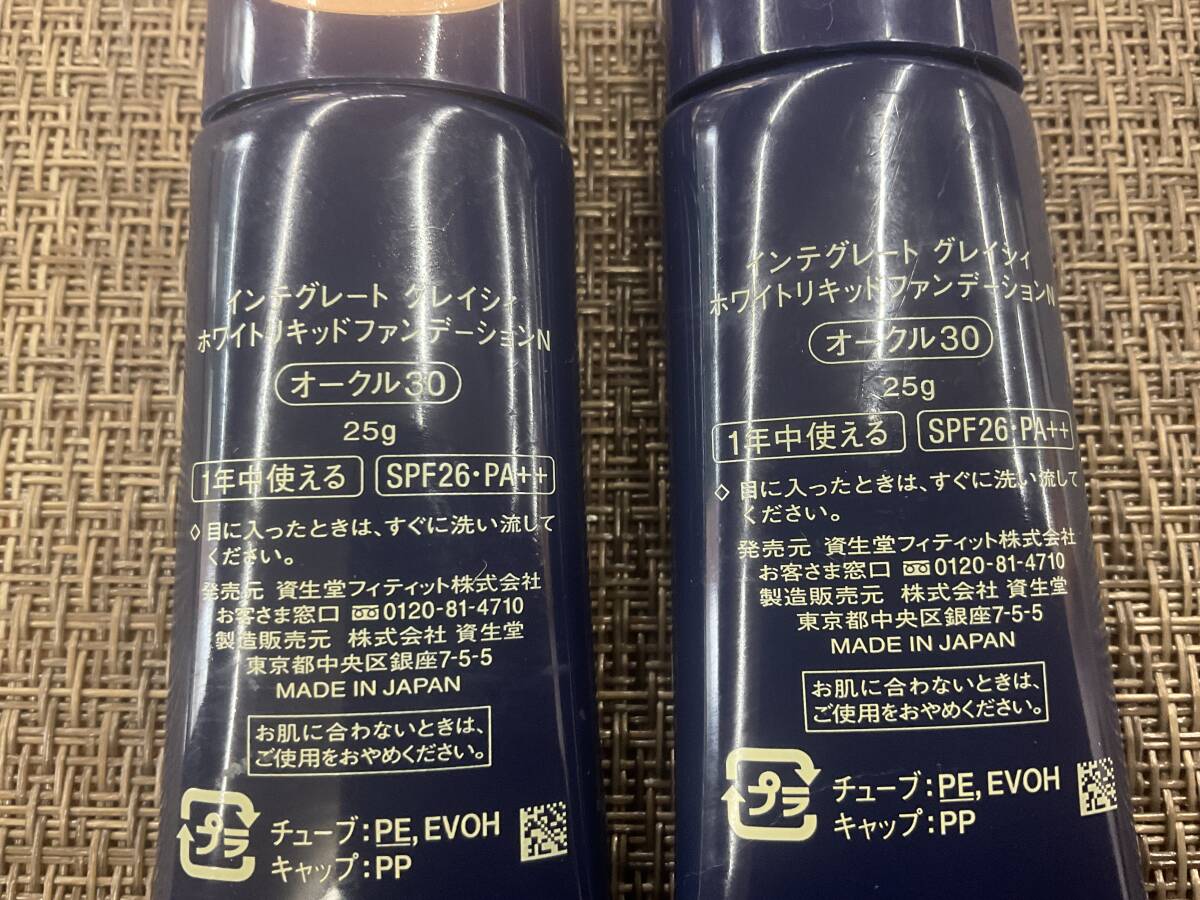 インテグレート グレイシィ
ホワイトリキッドファンデーションN
オークル30
25g
1年中使える SPF26・PA++
◇ 目に入ったときは、すぐに洗い流して
ください。
発売元 資生堂フィティット株式会社
お客さま窓口 0120-81-4710
製造販売元 株式会社 資生堂
東京都中央区銀座7-5-5
MADE IN JAPAN
お肌に合わないときは、
ご使用をおやめください。
プラ
チューブ:PE, EVOH
キャップ:PP
インテグレート グレイシィ
ホワイトリキッドファンデーションN
オークル30
25g
1年中使える SPF26・PA++
◇ 目に入ったときは、すぐに洗い流して
ください。
発売元 資生堂フィティット株式会社
お客さま窓口 0120-81-4710
製造販売元 株式会社 資生堂
東京都中央区銀座7-5-5
MADE IN JAPAN
お肌に合わないときは、
ご使用をおやめください。
プラ
チューブ:PE, EVOH
キャップ:PP